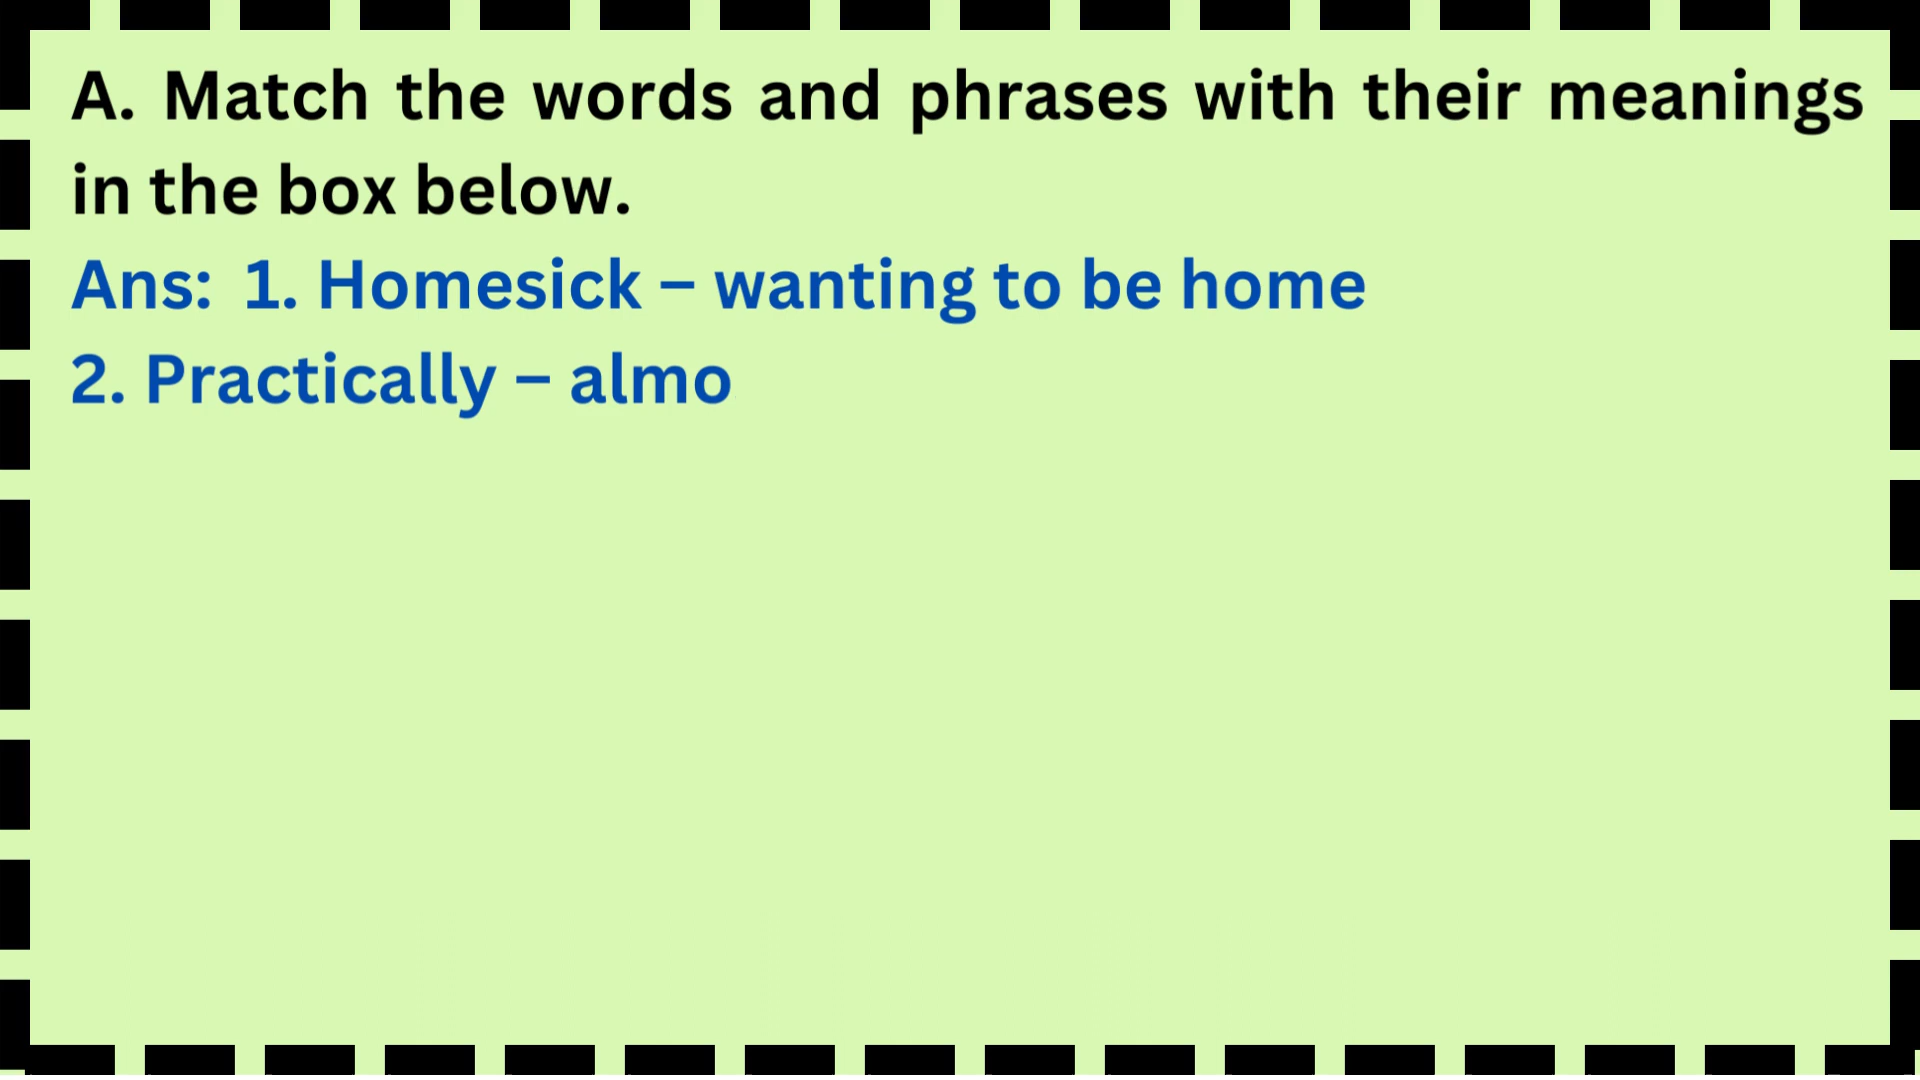 A. Match the words and phrases with their meanings
in the box below.
Ans: 1. Homesick – wanting to be home
2. Practically – almo